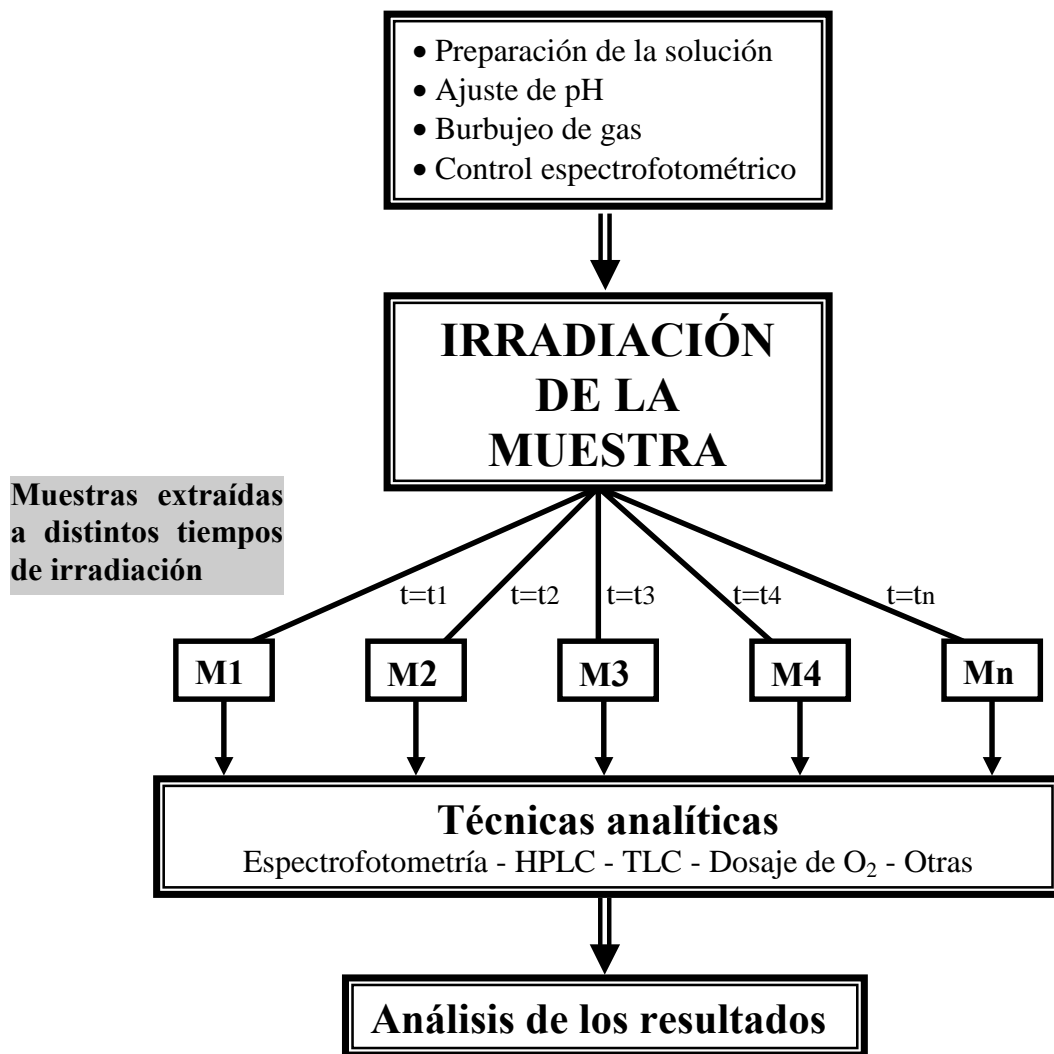 • Preparación de la solución
• Ajuste de pH
• Burbujeo de gas
• Control espectrofotométrico
IRRADIACIÓN
DE LA
MUESTRA
Muestras extraídas
a distintos tiempos
de irradiación
t=t1 t=t2 t=t3 t=t4 t=tn
M1 M2 M3 M4 Mn
Técnicas analíticas
Espectrofotometría - HPLC - TLC - Dosaje de O₂ - Otras
Análisis de los resultados